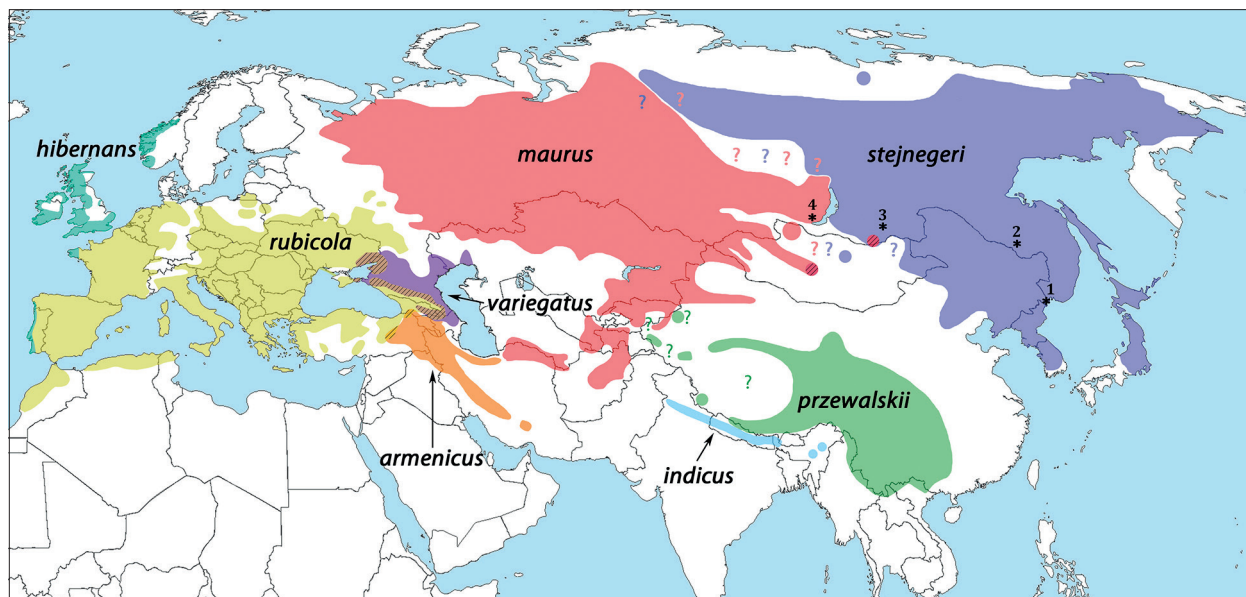 ? ?
hibernans
maurus
stejnegeri
? ? ? ?
4
*
3
*
2
*
rubicola
? ? ?
1
*
variegatus
? ?
?
?
przewalskii
armenicus
indicus